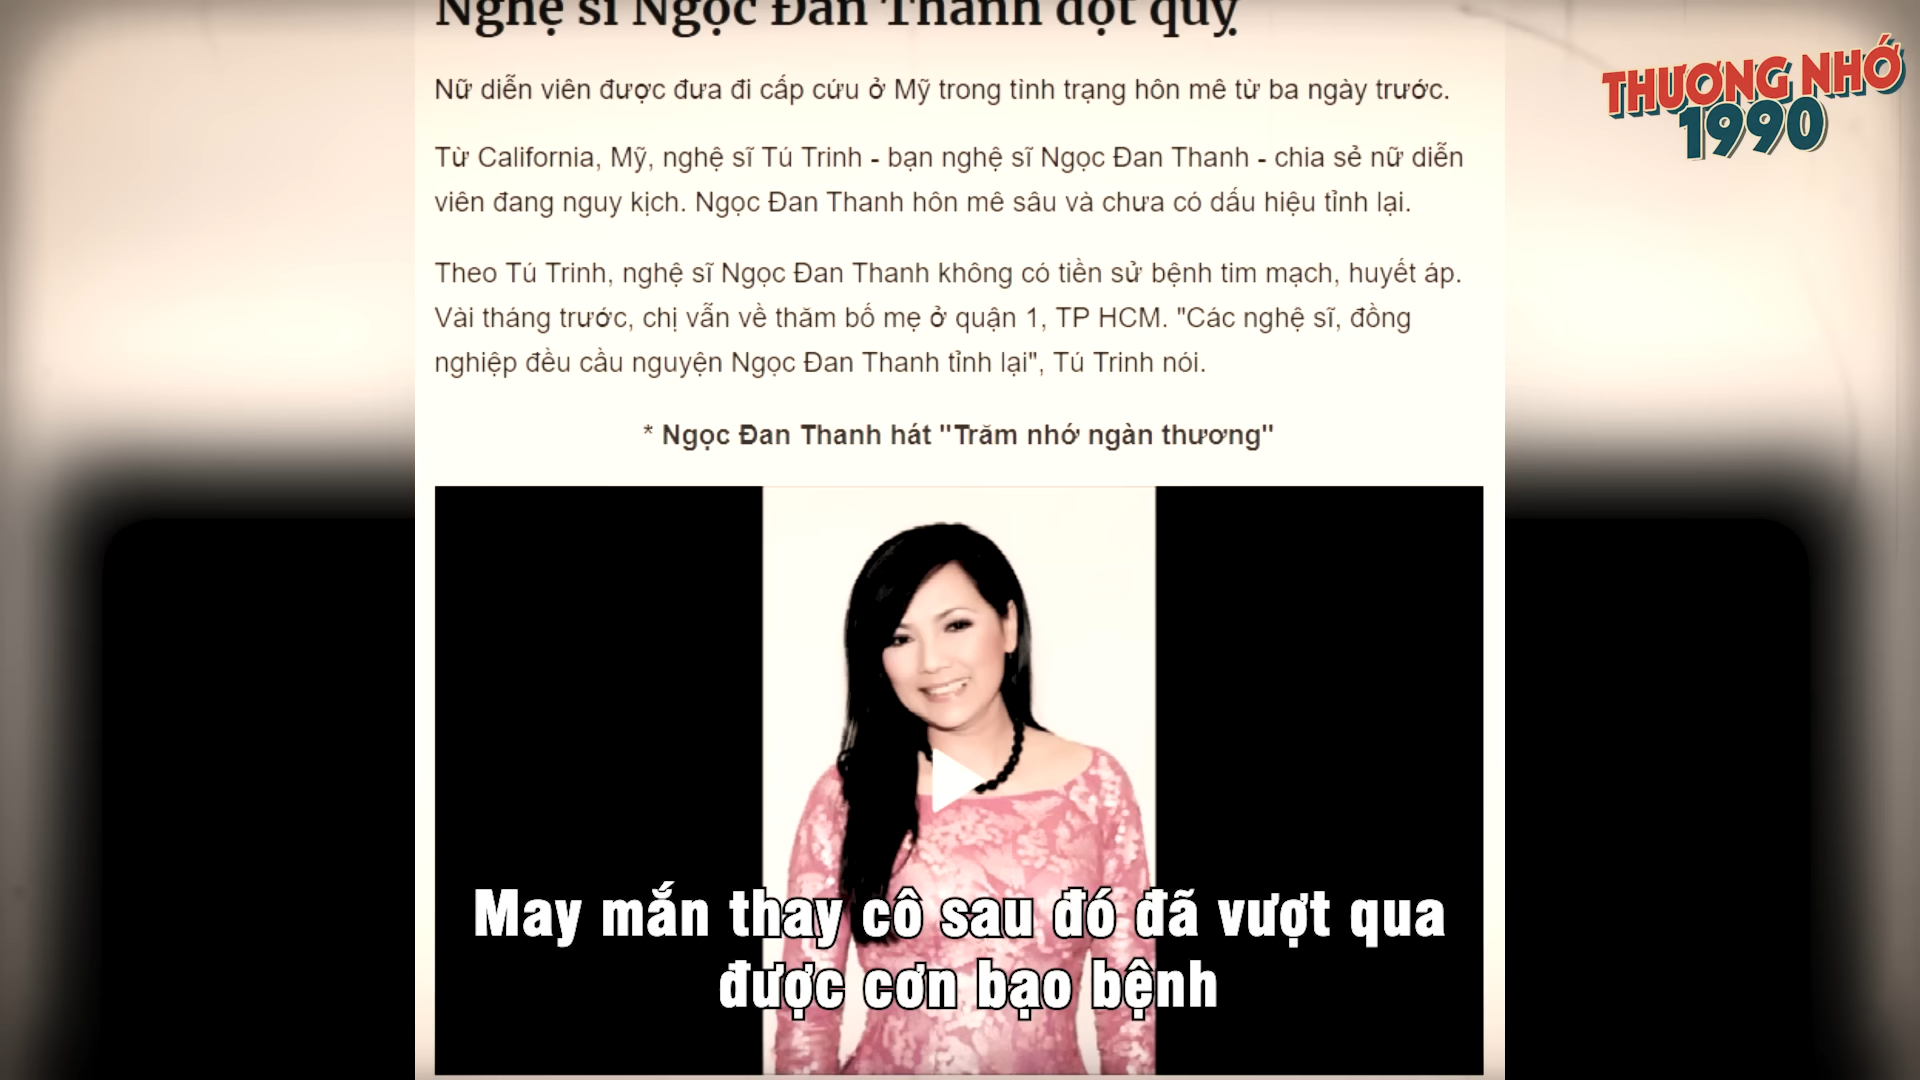 Nghệ sĩ Ngọc Đan Thanh đột quỵ
THƯƠNG NHỚ
1990
Nữ diễn viên được đưa đi cấp cứu ở Mỹ trong tình trạng hôn mê từ ba ngày trước.
Từ California, Mỹ, nghệ sĩ Tú Trinh - bạn nghệ sĩ Ngọc Đan Thanh - chia sẻ nữ diễn
viên đang nguy kịch. Ngọc Đan Thanh hôn mê sâu và chưa có dấu hiệu tỉnh lại.
Theo Tú Trinh, nghệ sĩ Ngọc Đan Thanh không có tiền sử bệnh tim mạch, huyết áp.
Vài tháng trước, chị vẫn về thăm bố mẹ ở quận 1, TP HCM. "Các nghệ sĩ, đồng
nghiệp đều cầu nguyện Ngọc Đan Thanh tỉnh lại", Tú Trinh nói.
* Ngọc Đan Thanh hát "Trăm nhớ ngàn thương"
May mắn thay cô sau đó đã vượt qua
được cơn bạo bệnh